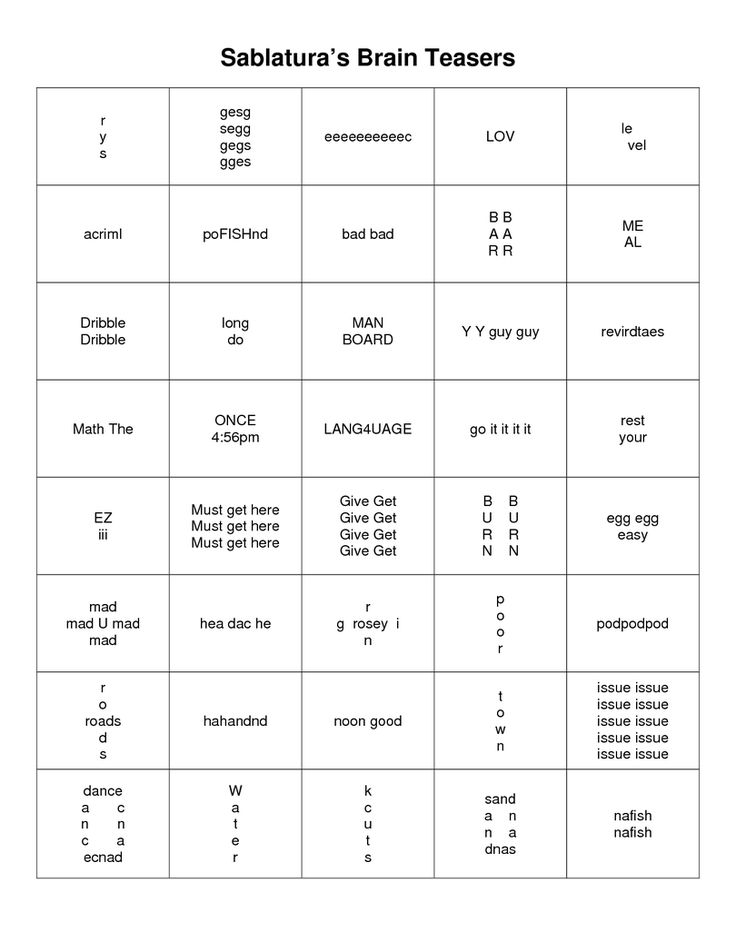 Sablatura's Brain Teasers
r
y
s
gesg
segg
gegs
gges
eeeeeeeeeec
LOV
le
vel
acriml
poFISHnd
bad bad
B B
A A
R R
ME
AL
Dribble
Dribble
long
do
MAN
BOARD
Y Y guy guy
revirdtaes
Math The
ONCE
4:56pm
LANG4UAGE
go it it it it
rest
your
EZ
iii
Must get here
Must get here
Must get here
Give Get
Give Get
Give Get
Give Get
B B
U U
R R
N N
egg egg
easy
mad
mad U mad
mad
hea dac he
r
g rosey i
n
p
o
o
r
podpodpod
r
o
roads
d
s
hahandnd
noon good
t
o
w
n
issue issue
issue issue
issue issue
issue issue
issue issue
dance
a c
n n
c a
ecnad
W
a
t
e
r
k
c
u
t
s
sand
a n
n a
dnas
nafish
nafish